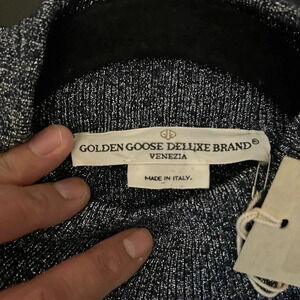 GOLDEN GOOSE DELUXE BRAND®
VENEZIA
MADE IN ITALY.